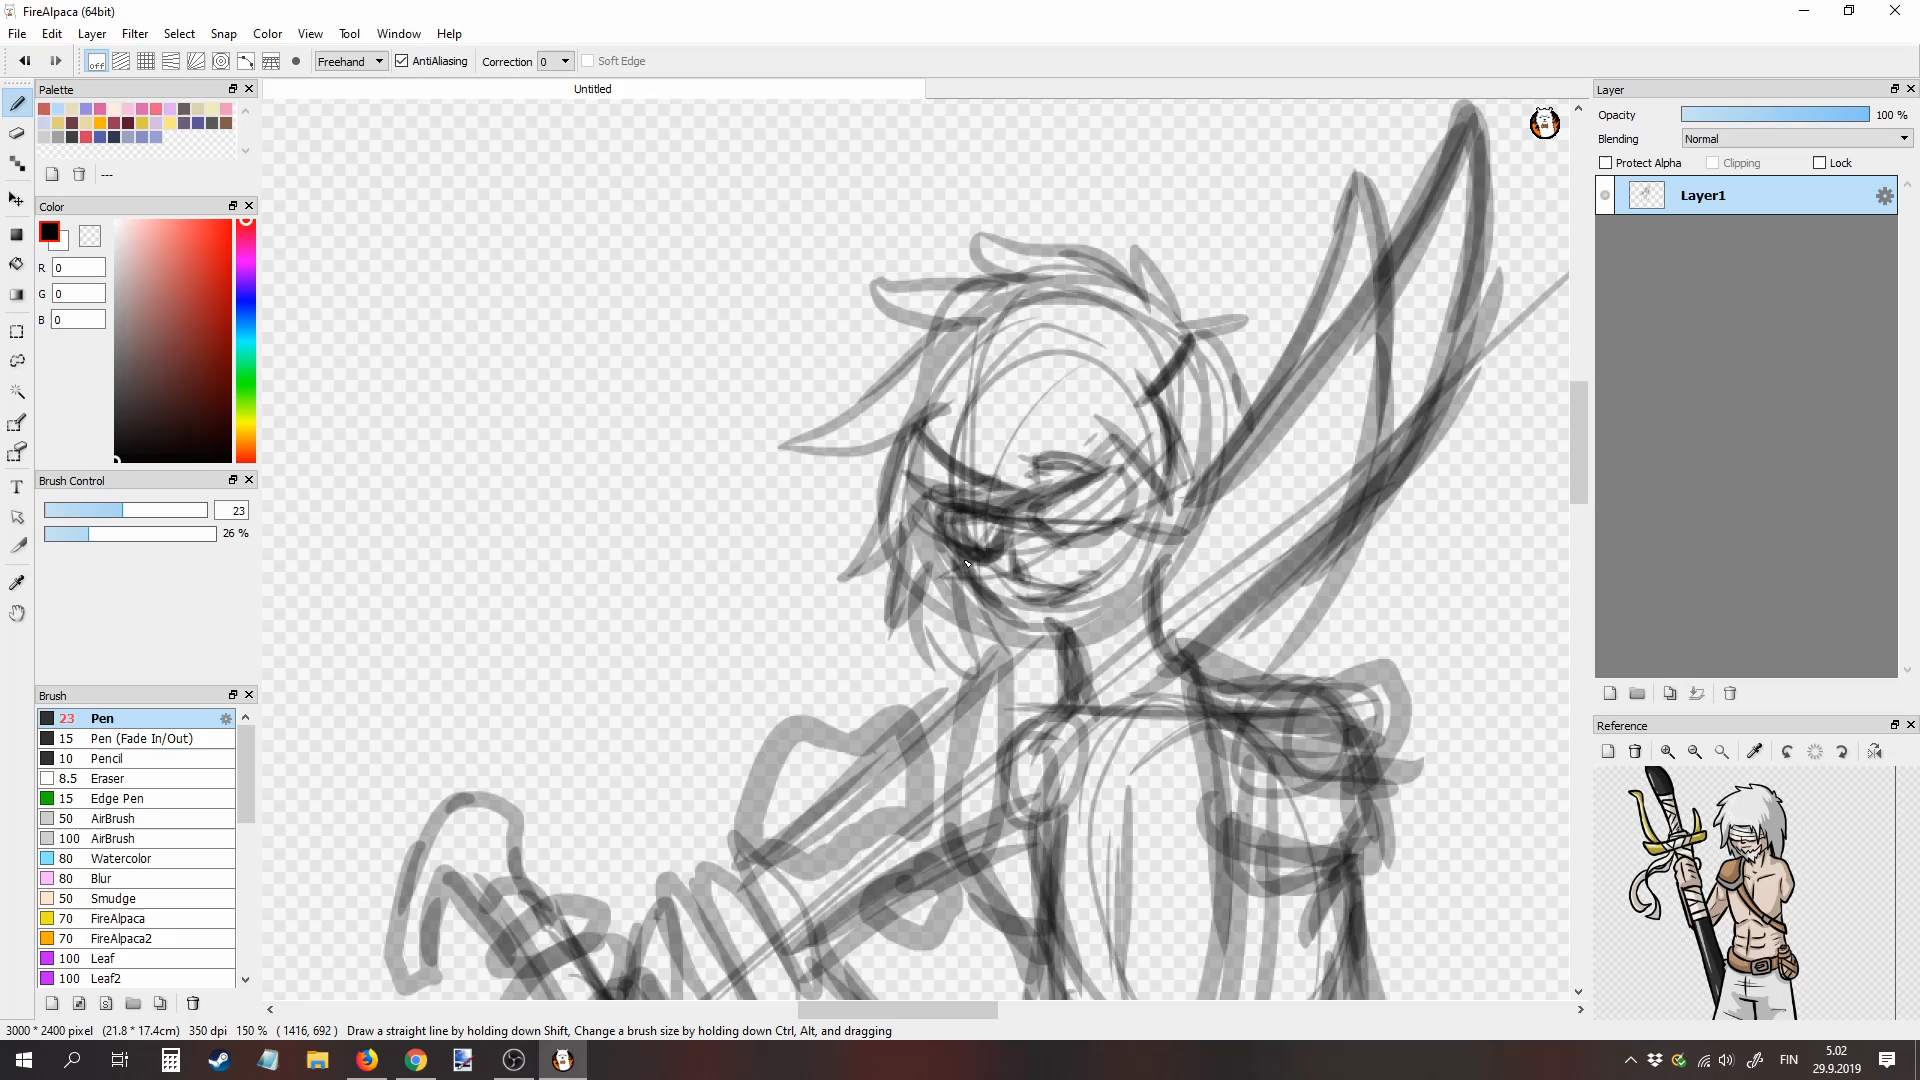 FireAlpaca (64bit)
File Edit Layer Filter Select Snap Color View Tool Window Help
off Freehand AntiAliasing Correction 0 Soft Edge
Palette
Untitled
Layer
Opacity 100 %
Blending Normal
Protect Alpha Clipping Lock
Layer1
---
Color
R 0
G 0
B 0
Brush Control
23
26 %
Brush
23 Pen
15 Pen (Fade In/Out)
10 Pencil
8.5 Eraser
15 Edge Pen
50 AirBrush
100 AirBrush
80 Watercolor
80 Blur
50 Smudge
70 FireAlpaca
70 FireAlpaca2
100 Leaf
100 Leaf2
Reference
3000 * 2400 pixel (21.8 * 17.4cm) 350 dpi 150 % ( 1416, 692 ) Draw a straight line by holding down Shift, Change a brush size by holding down Ctrl, Alt, and dragging
FIN
5.02
29.9.2019